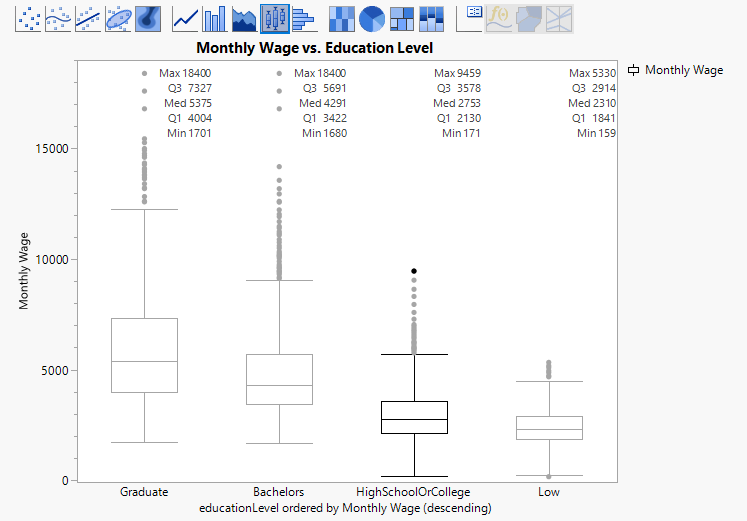 Monthly Wage vs. Education Level
Max 18400 Max 18400 Max 9459 Max 5330
Q3 7327 Q3 5691 Q3 3578 Q3 2914
Med 5375 Med 4291 Med 2753 Med 2310
Q1 4004 Q1 3422 Q1 2130 Q1 1841
Min 1701 Min 1680 Min 171 Min 159
Monthly Wage
15000
10000
5000
0
Monthly Wage
Graduate Bachelors HighSchoolOrCollege Low
educationLevel ordered by Monthly Wage (descending)